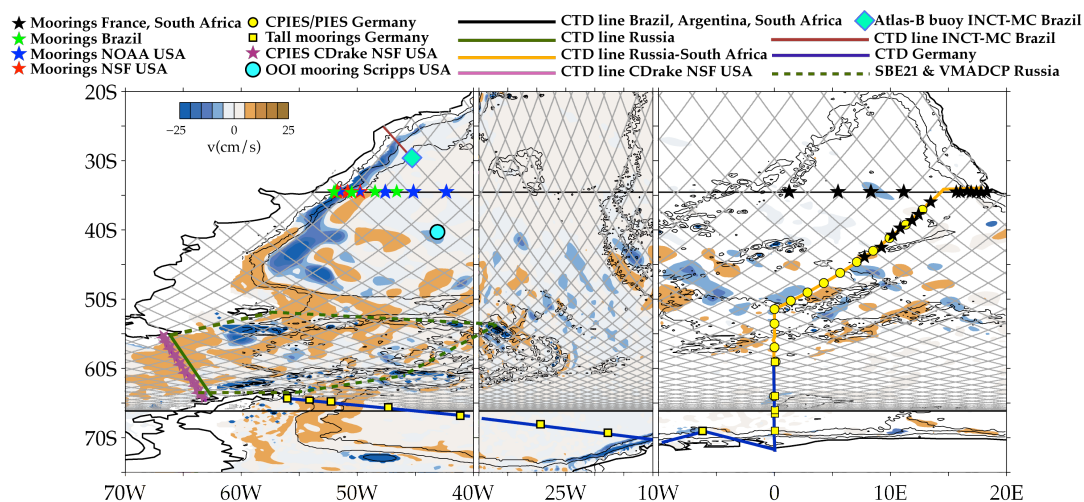 Moorings France, South Africa
Moorings Brazil
Moorings NOAA USA
Moorings NSF USA
CPIES/PIES Germany
Tall moorings Germany
CPIES CDrake NSF USA
OOI mooring Scripps USA
CTD line Brazil, Argentina, South Africa
CTD line Russia
CTD line Russia-South Africa
CTD line CDrake NSF USA
Atlas-B buoy INCT-MC Brazil
CTD line INCT-MC Brazil
CTD Germany
SBE21 & VMADCP Russia
20S
30S
40S
50S
60S
70S
−25 0 25
v(cm/s)
70W 60W 50W 40W 25W 10W 0 10E 20E